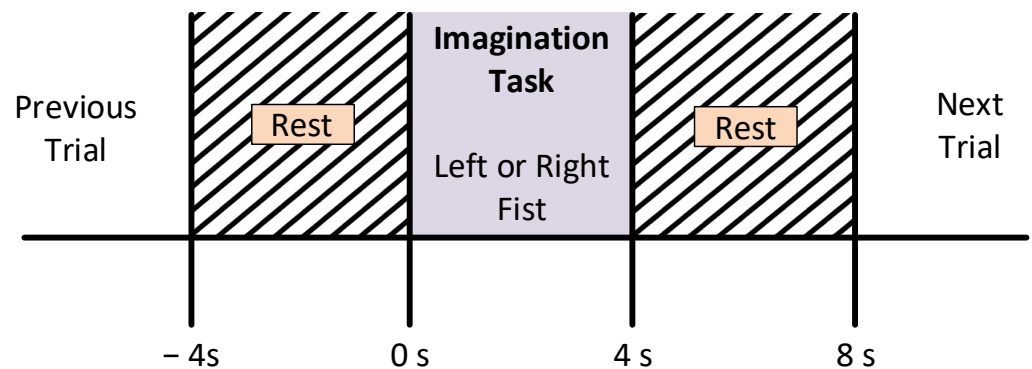 Previous
Trial
Rest
Imagination
Task
Left or Right
Fist
Rest
Next
Trial
− 4s
0 s
4 s
8 s